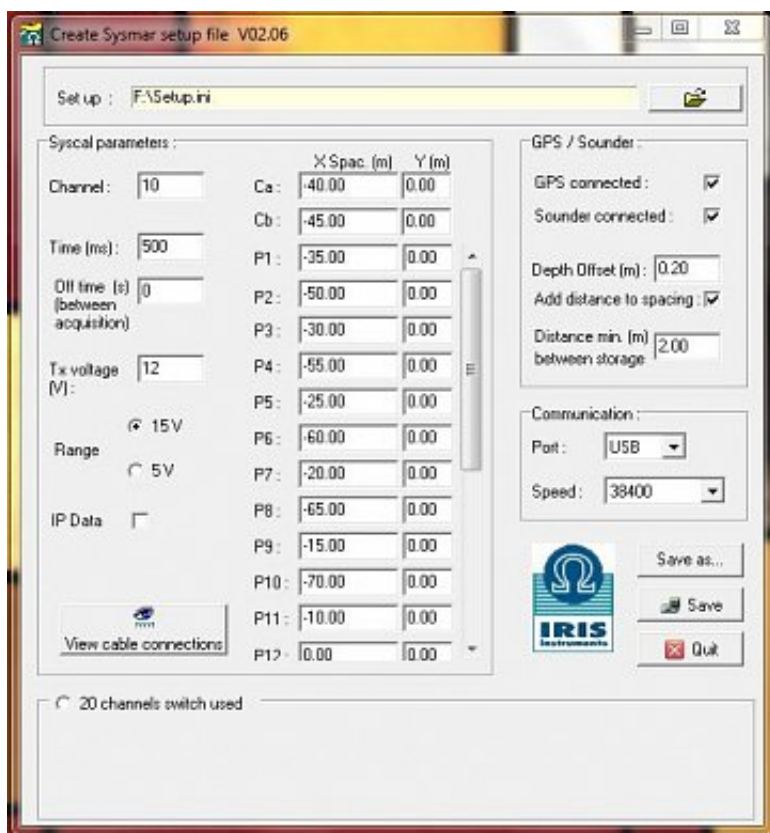 Create Sysmar setup file V02.06
Set up : F:\Setup.ini
Syscal parameters :
Channel : 10
Time (ms) : 500
Off time (s) 0
(between
acquisition)
Tx voltage 12
(V) :
Range
15 V
5 V
IP Data
View cable connections
X Spac. (m) Y (m)
Ca : -40.00 0.00
Cb : -45.00 0.00
P1 : -35.00 0.00
P2 : -50.00 0.00
P3 : -30.00 0.00
P4 : -55.00 0.00
P5 : -25.00 0.00
P6 : -60.00 0.00
P7 : -20.00 0.00
P8 : -65.00 0.00
P9 : -15.00 0.00
P10 : -70.00 0.00
P11 : -10.00 0.00
P12 : 0.00 0.00
GPS / Sounder :
GPS connected :
Sounder connected :
Depth Offset (m) : 0.20
Add distance to spacing :
Distance min. (m) 2.00
between storage
Communication :
Port : USB
Speed : 38400
IRIS
Instruments
Save as...
Save
Quit
20 channels switch used